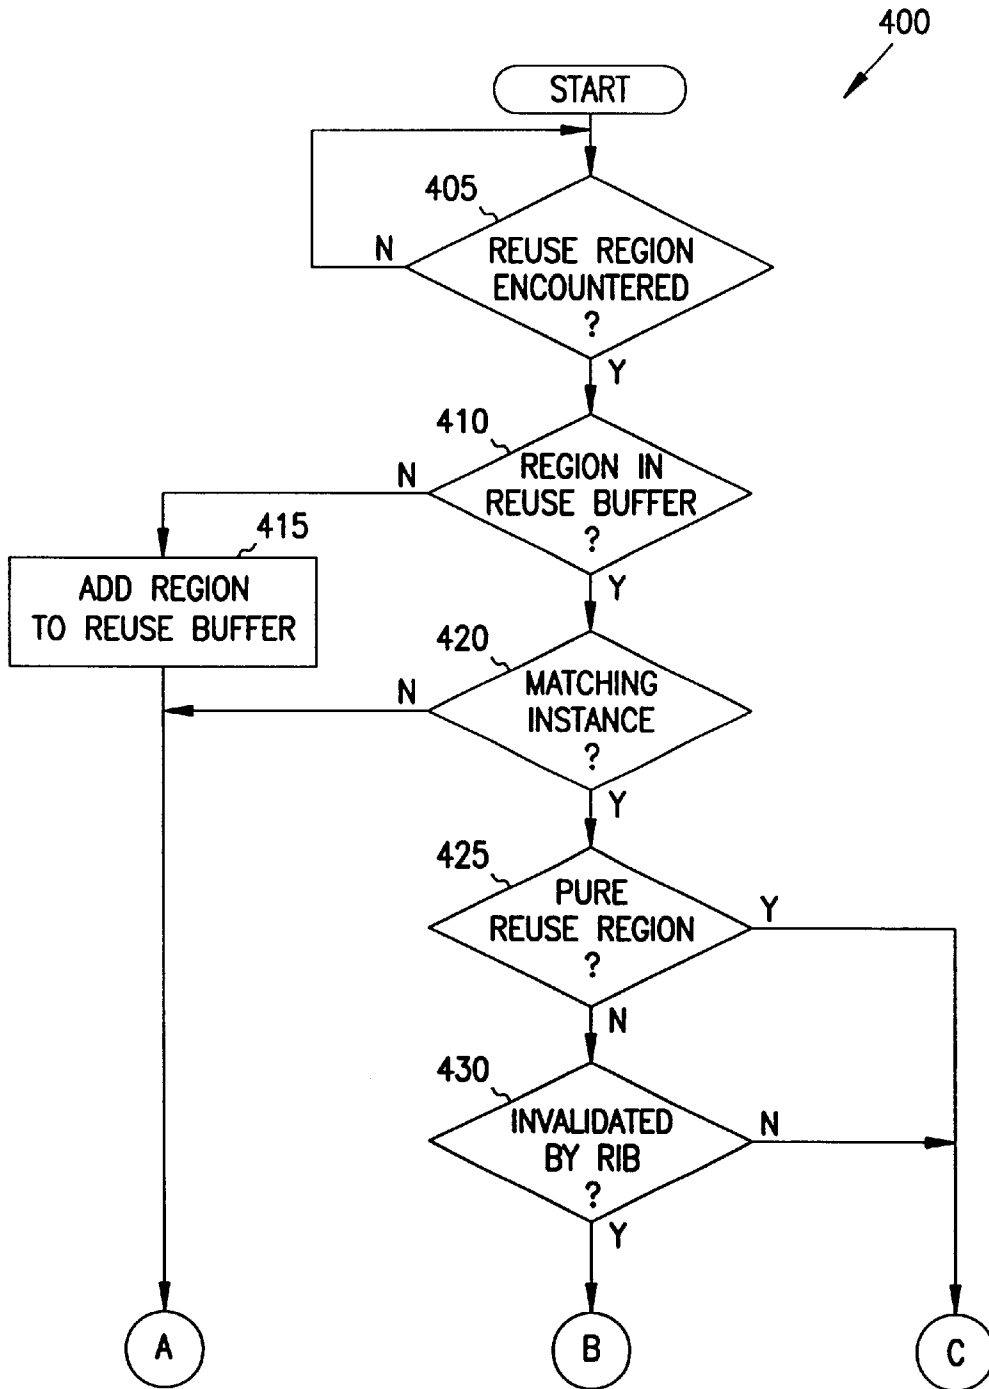 400
START
405
N
REUSE REGION
ENCOUNTERED
?
Y
410
N
REGION IN
REUSE BUFFER
?
Y
415
ADD REGION
TO REUSE BUFFER
420
N
MATCHING
INSTANCE
?
Y
425
PURE
REUSE REGION
?
Y
N
430
INVALIDATED
BY RIB
?
N
Y
A
B
C